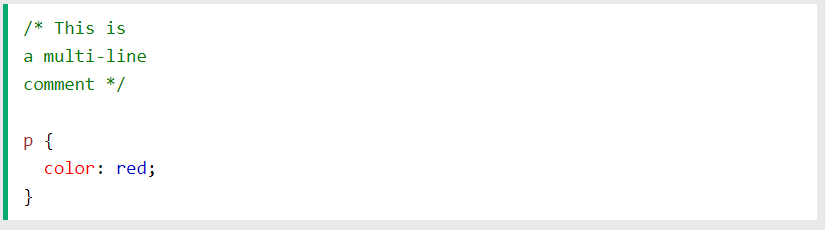 /* This is
a multi-line
comment */

p {
  color: red;
}